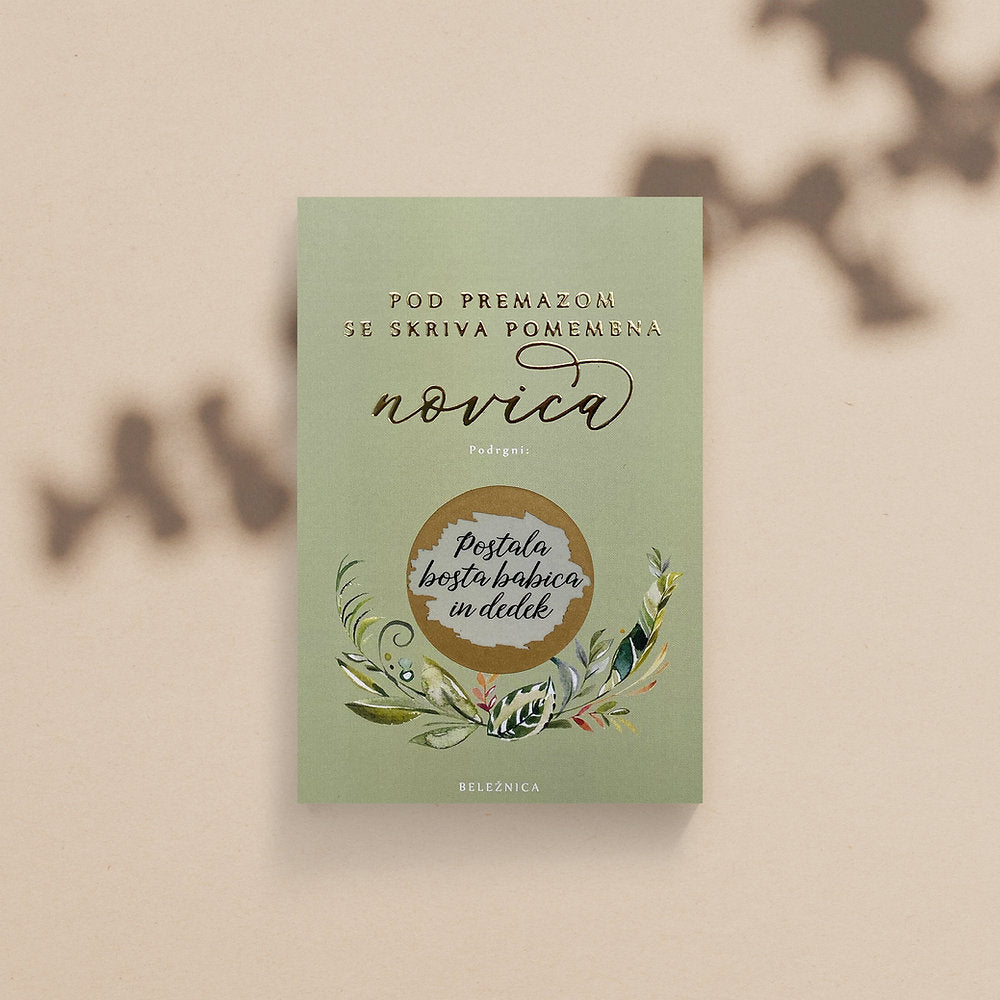 POD PREMAZOM
SE SKRIVA POMEMBNA
novica
Podrgni:
Postala
bosta babica
in dedek
BELEŽNICA